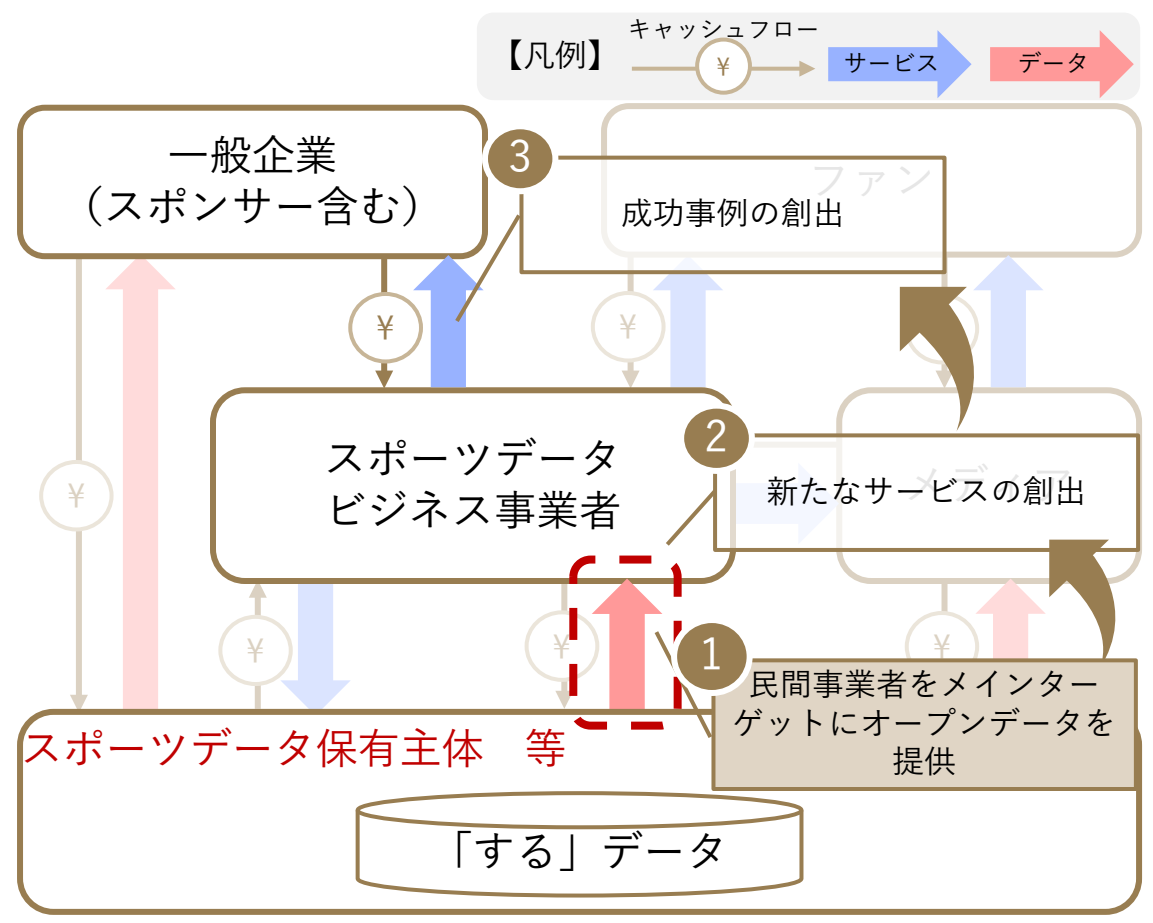 【凡例】
キャッシュフロー
¥
サービス
データ
一般企業
（スポンサー含む）
3
ファン
成功事例の創出
¥
¥
¥
スポーツデータ
ビジネス事業者
2
メディア
新たなサービスの創出
¥
¥
¥
¥
1
民間事業者をメインター
ゲットにオープンデータを
提供
スポーツデータ保有主体　等
「する」データ